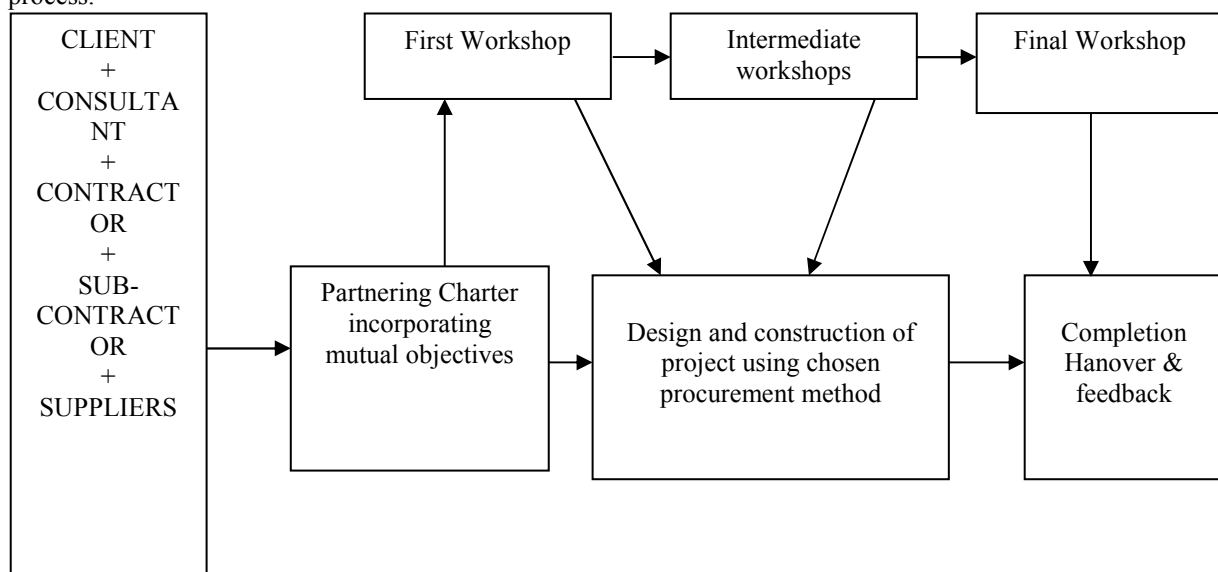 process.
CLIENT
+
CONSULTA
NT
+
CONTRACT
OR
+
SUB-
CONTRACT
OR
+
SUPPLIERS
First Workshop
Intermediate
workshops
Final Workshop
Partnering Charter
incorporating
mutual objectives
Design and construction of
project using chosen
procurement method
Completion
Hanover &
feedback